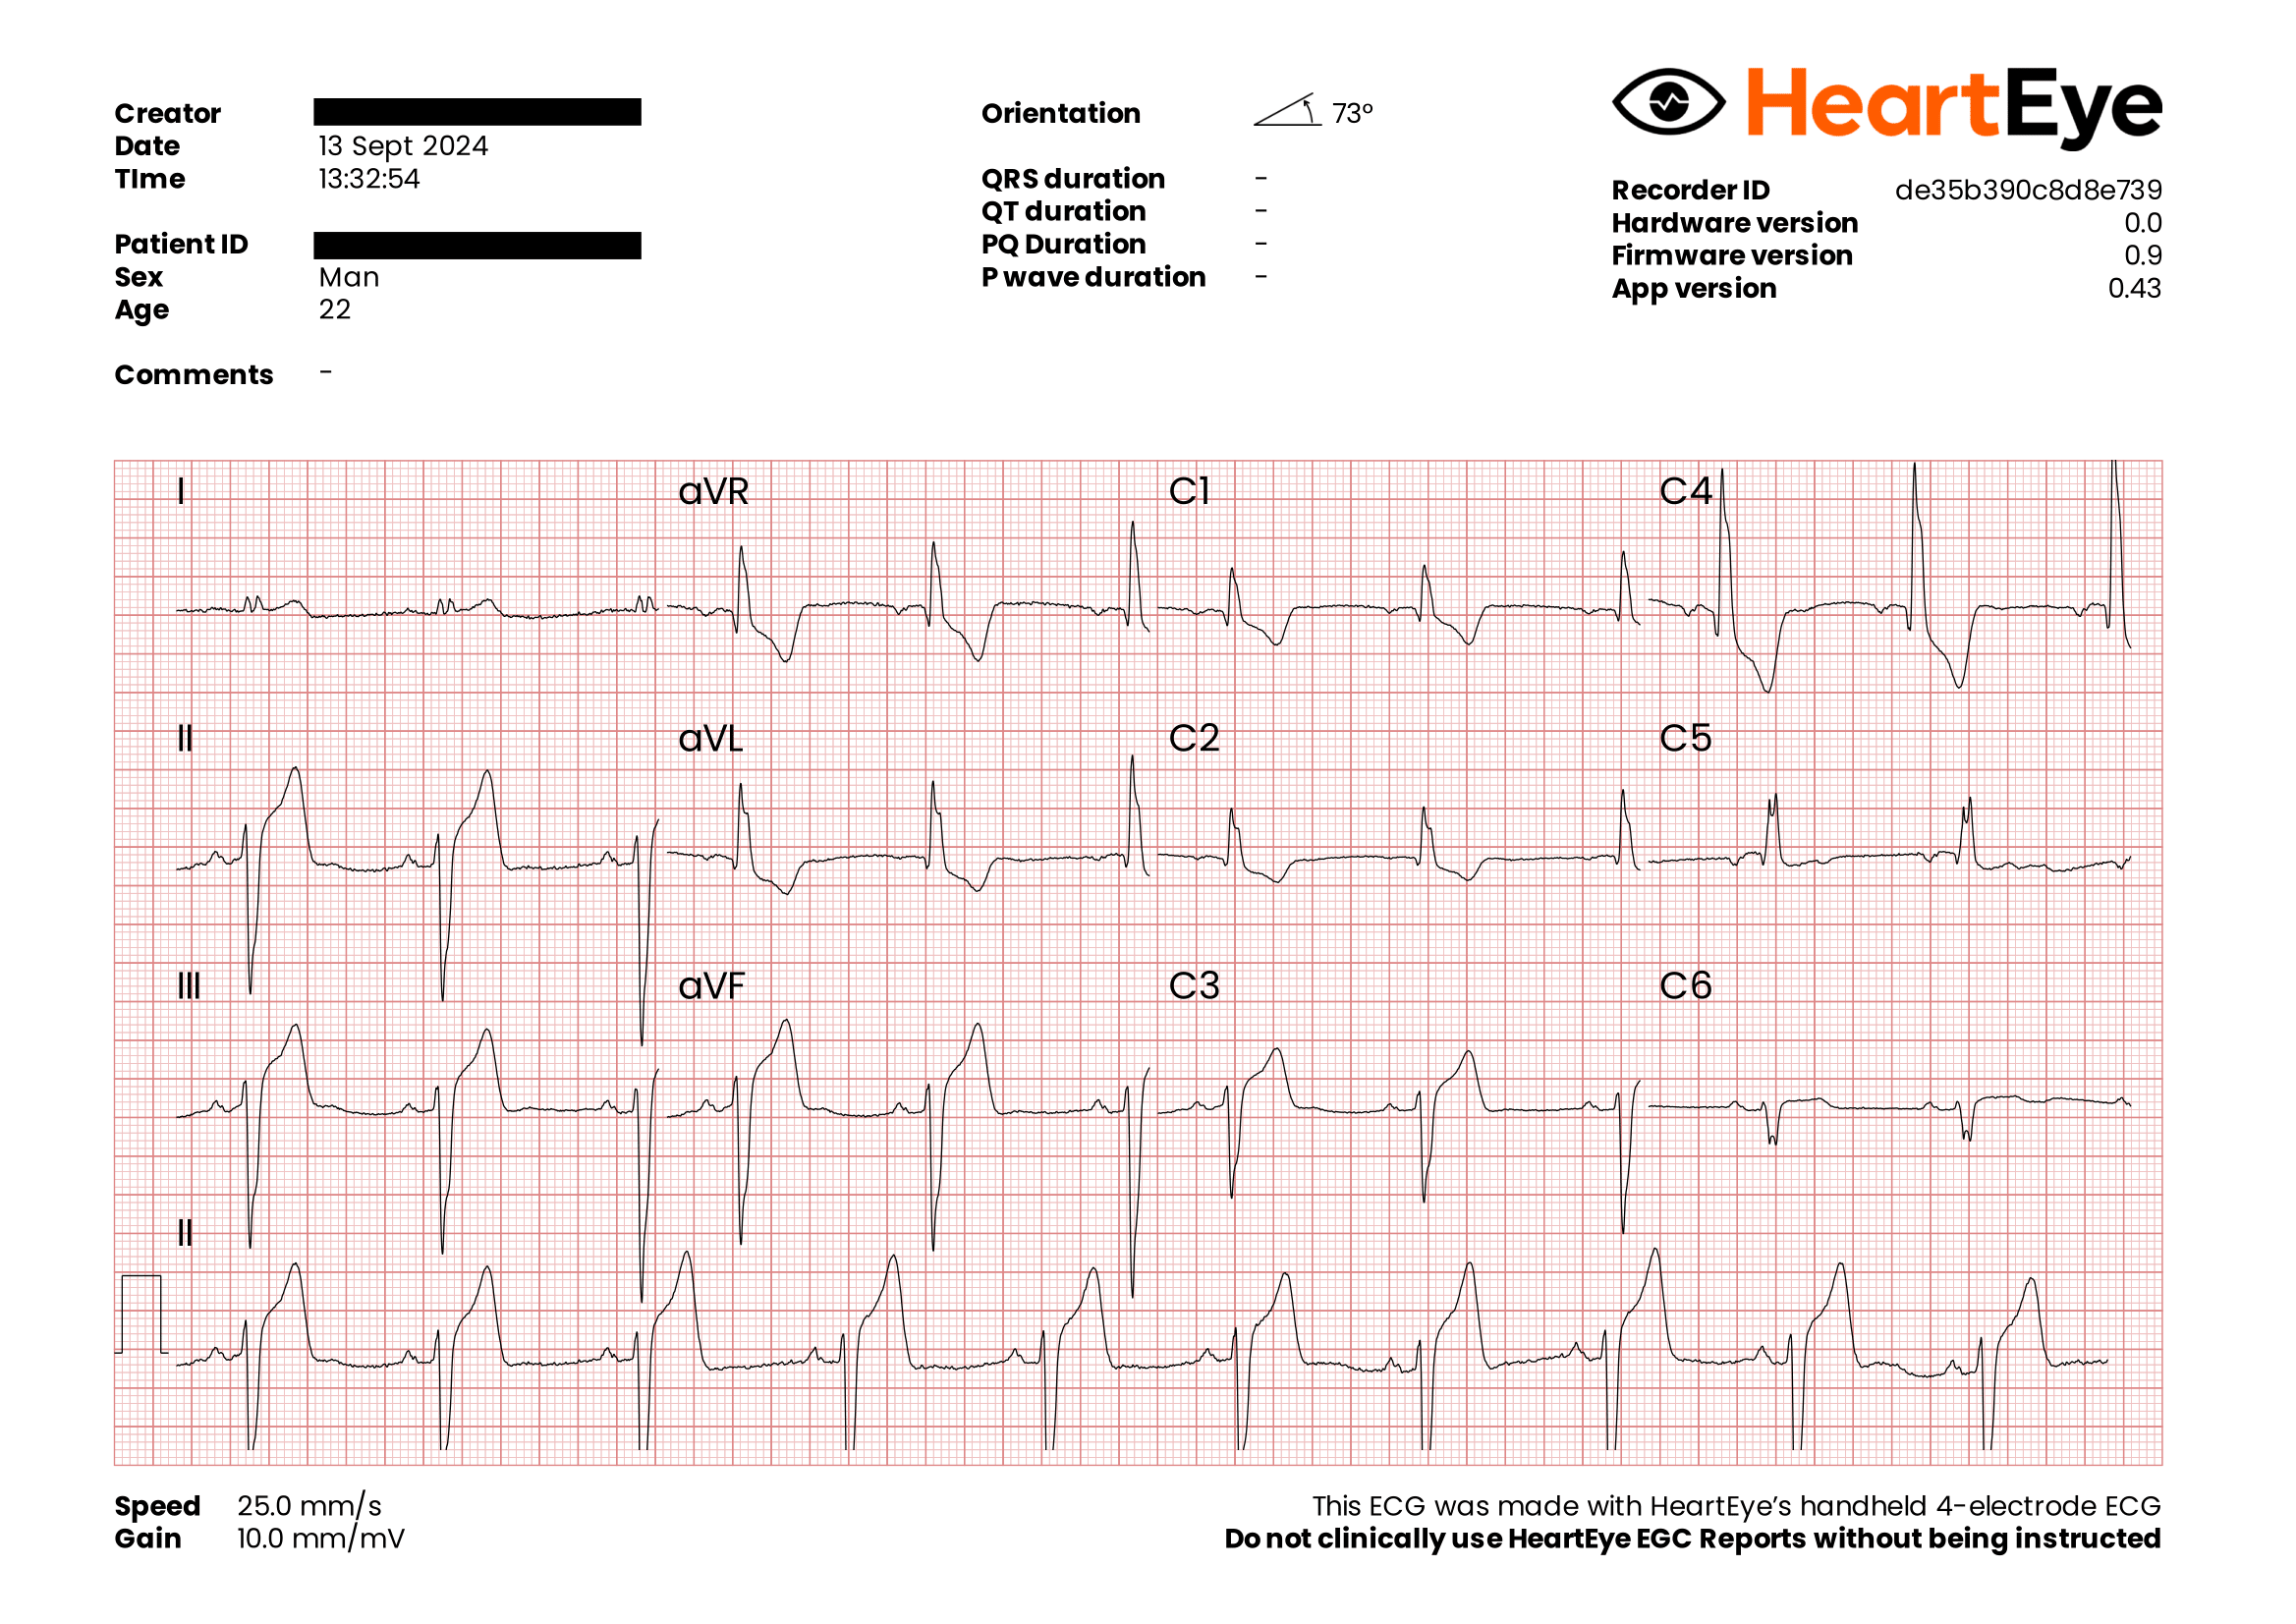 HeartEye
Creator
Date 13 Sept 2024
TIme 13:32:54
Patient ID
Sex Man
Age 22
Comments -
Orientation 73º
QRS duration -
QT duration -
PQ Duration -
P wave duration -
Recorder ID de35b390c8d8e739
Hardware version 0.0
Firmware version 0.9
App version 0.43
I aVR C1 C4
II aVL C2 C5
III aVF C3 C6
II
Speed 25.0 mm/s
Gain 10.0 mm/mV
This ECG was made with HeartEye’s handheld 4-electrode ECG
Do not clinically use HeartEye EGC Reports without being instructed